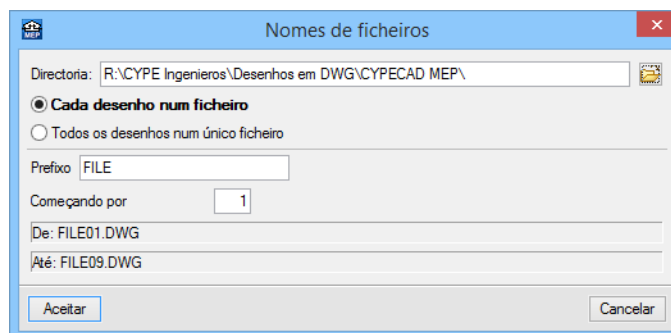 MEP
Nomes de ficheiros
Directoria: R:\CYPE Ingenieros\Desenhos em DWG\CYPECAD MEP\
Cada desenho num ficheiro
Todos os desenhos num único ficheiro
Prefixo FILE
Começando por 1
De: FILE01.DWG
Até: FILE09.DWG
Aceitar Cancelar